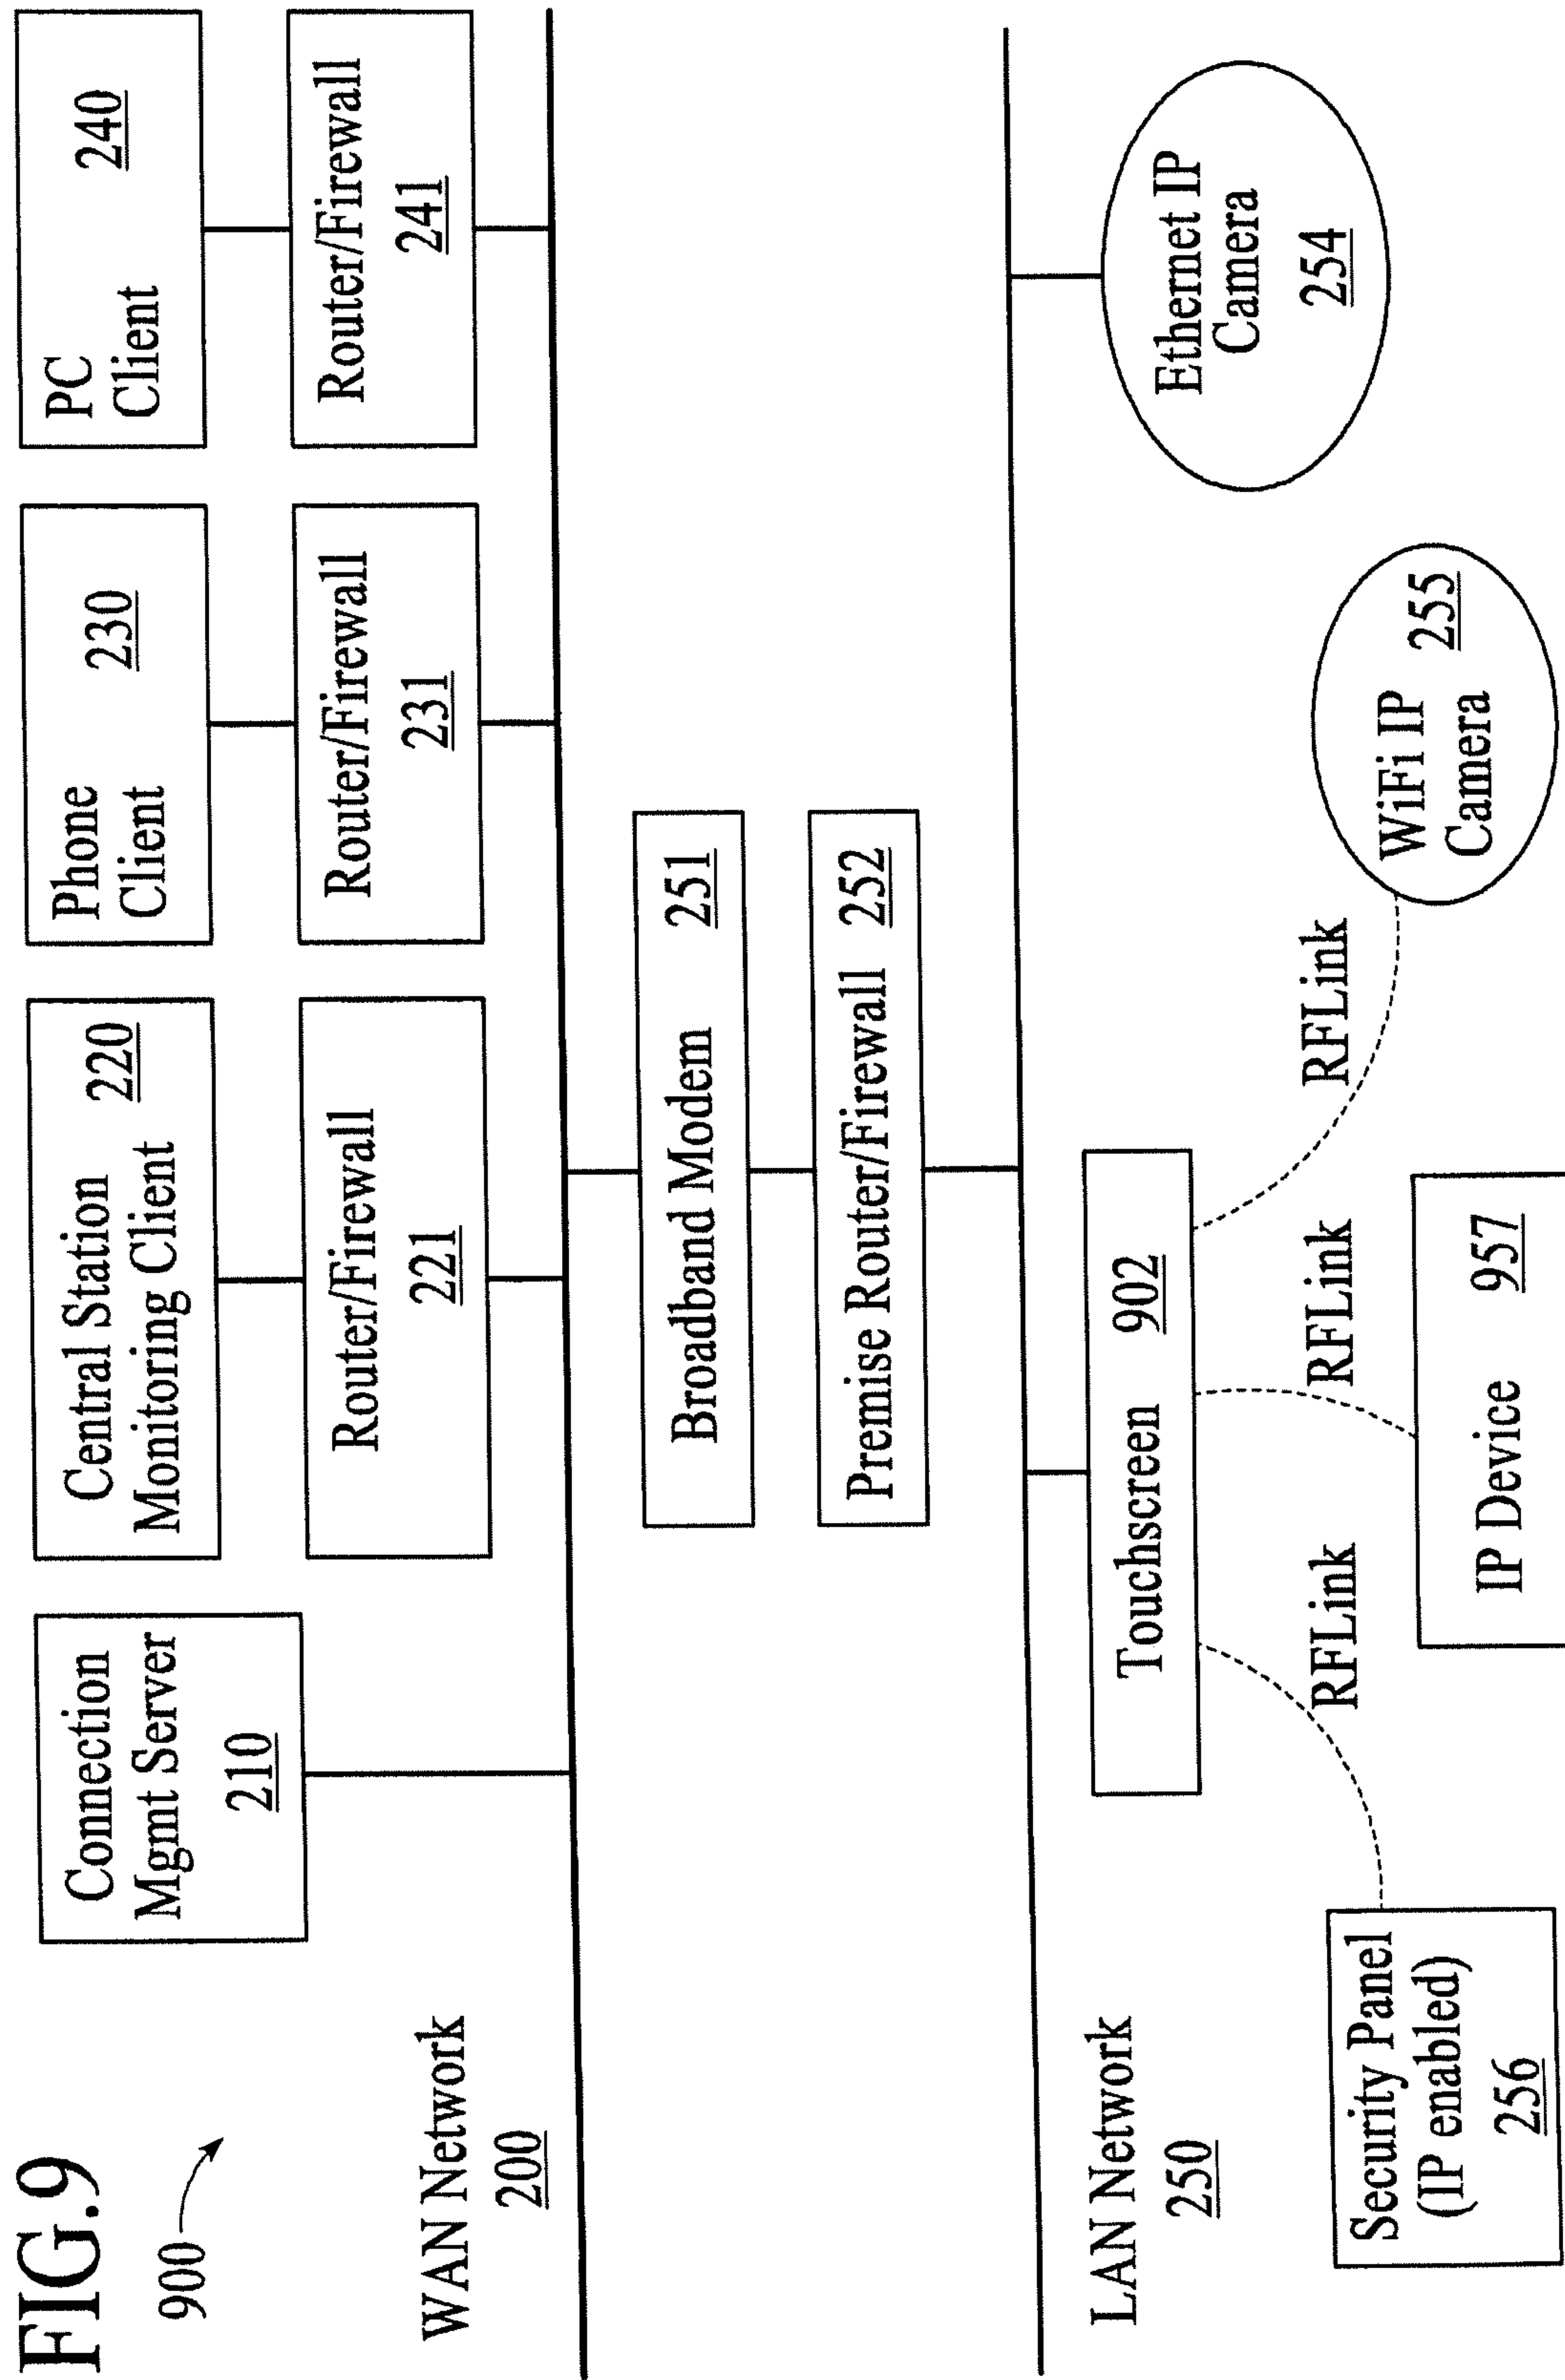 FIG.9
900
Connection
Mgmt Server
210
Central Station
220
Monitoring Client
Phone
Client
230
PC
Client
240
Router/Firewall
221
Router/Firewall
231
Router/Firewall
241
WAN Network
200
Broadband Modem 251
Premise Router/Firewall 252
LAN Network
250
Touchscreen 902
Ethernet IP
Camera
254
RFLink
RFLink
RFLink
Security Panel
(IP enabled)
256
IP Device 957
WiFi IP
Camera
255